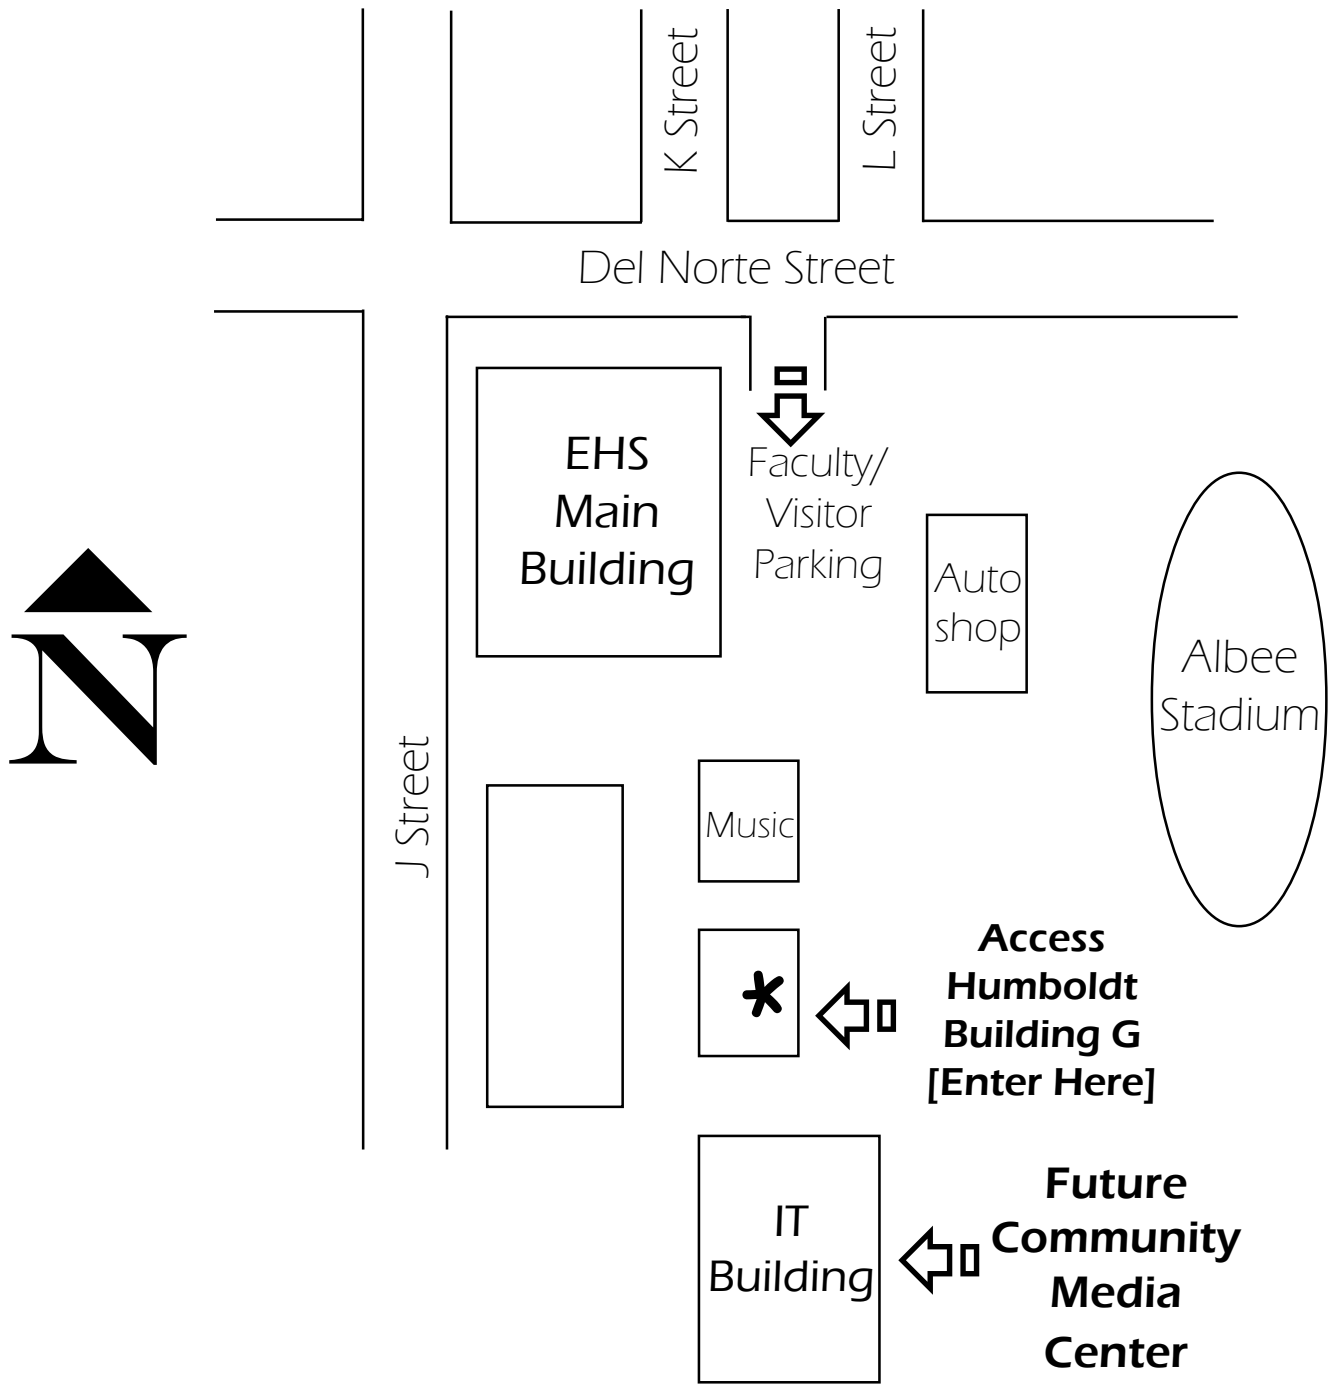 K Street
L Street
Del Norte Street
EHS
Main
Building
Faculty/
Visitor
Parking
Auto
shop
Albee
Stadium
N
J Street
Music
Access
Humboldt
Building G
[Enter Here]
IT
Building
Future
Community
Media
Center